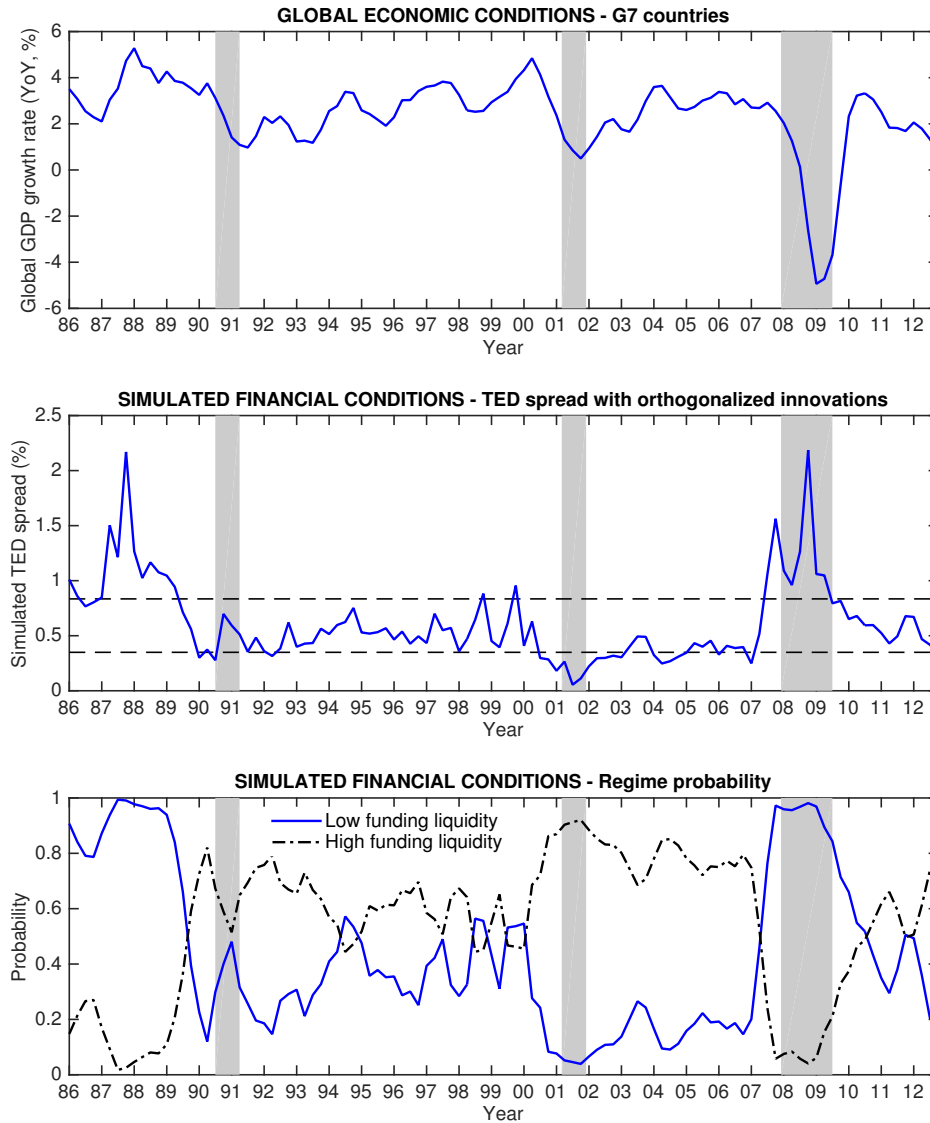 GLOBAL ECONOMIC CONDITIONS - G7 countries
Global GDP growth rate (YoY, %)
6
4
2
0
-2
-4
-6
86 87 88 89 90 91 92 93 94 95 96 97 98 99 00 01 02 03 04 05 06 07 08 09 10 11 12
Year
SIMULATED FINANCIAL CONDITIONS - TED spread with orthogonalized innovations
Simulated TED spread (%)
2.5
2
1.5
1
0.5
0
86 87 88 89 90 91 92 93 94 95 96 97 98 99 00 01 02 03 04 05 06 07 08 09 10 11 12
Year
SIMULATED FINANCIAL CONDITIONS - Regime probability
Probability
1
0.8
0.6
0.4
0.2
0
Low funding liquidity
High funding liquidity
86 87 88 89 90 91 92 93 94 95 96 97 98 99 00 01 02 03 04 05 06 07 08 09 10 11 12
Year